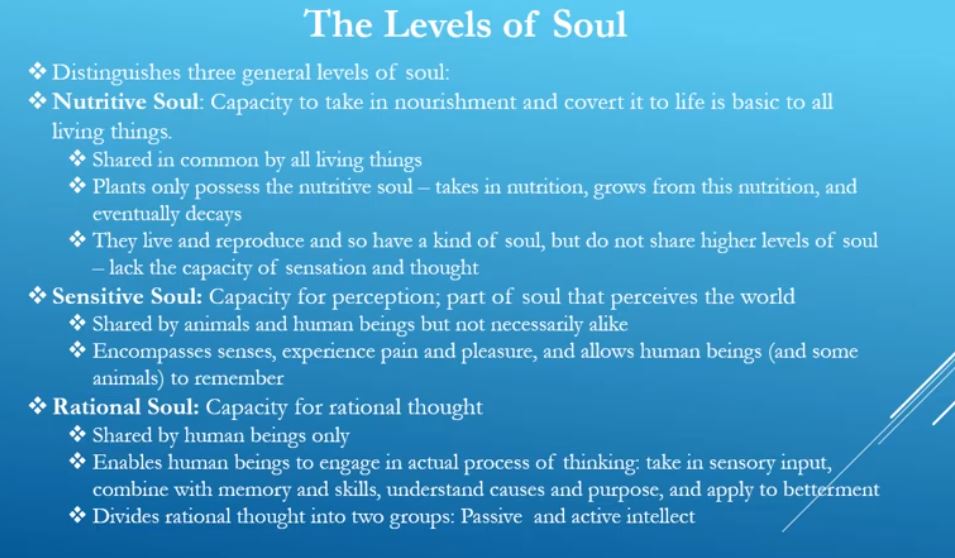 The Levels of Soul
❖ Distinguishes three general levels of soul:
❖ Nutritive Soul: Capacity to take in nourishment and covert it to life is basic to all
living things.
❖ Shared in common by all living things
❖ Plants only possess the nutritive soul – takes in nutrition, grows from this nutrition, and
eventually decays
❖ They live and reproduce and so have a kind of soul, but do not share higher levels of soul
– lack the capacity of sensation and thought
❖ Sensitive Soul: Capacity for perception; part of soul that perceives the world
❖ Shared by animals and human beings but not necessarily alike
❖ Encompasses senses, experience pain and pleasure, and allows human beings (and some
animals) to remember
❖ Rational Soul: Capacity for rational thought
❖ Shared by human beings only
❖ Enables human beings to engage in actual process of thinking: take in sensory input,
combine with memory and skills, understand causes and purpose, and apply to betterment
❖ Divides rational thought into two groups: Passive and active intellect